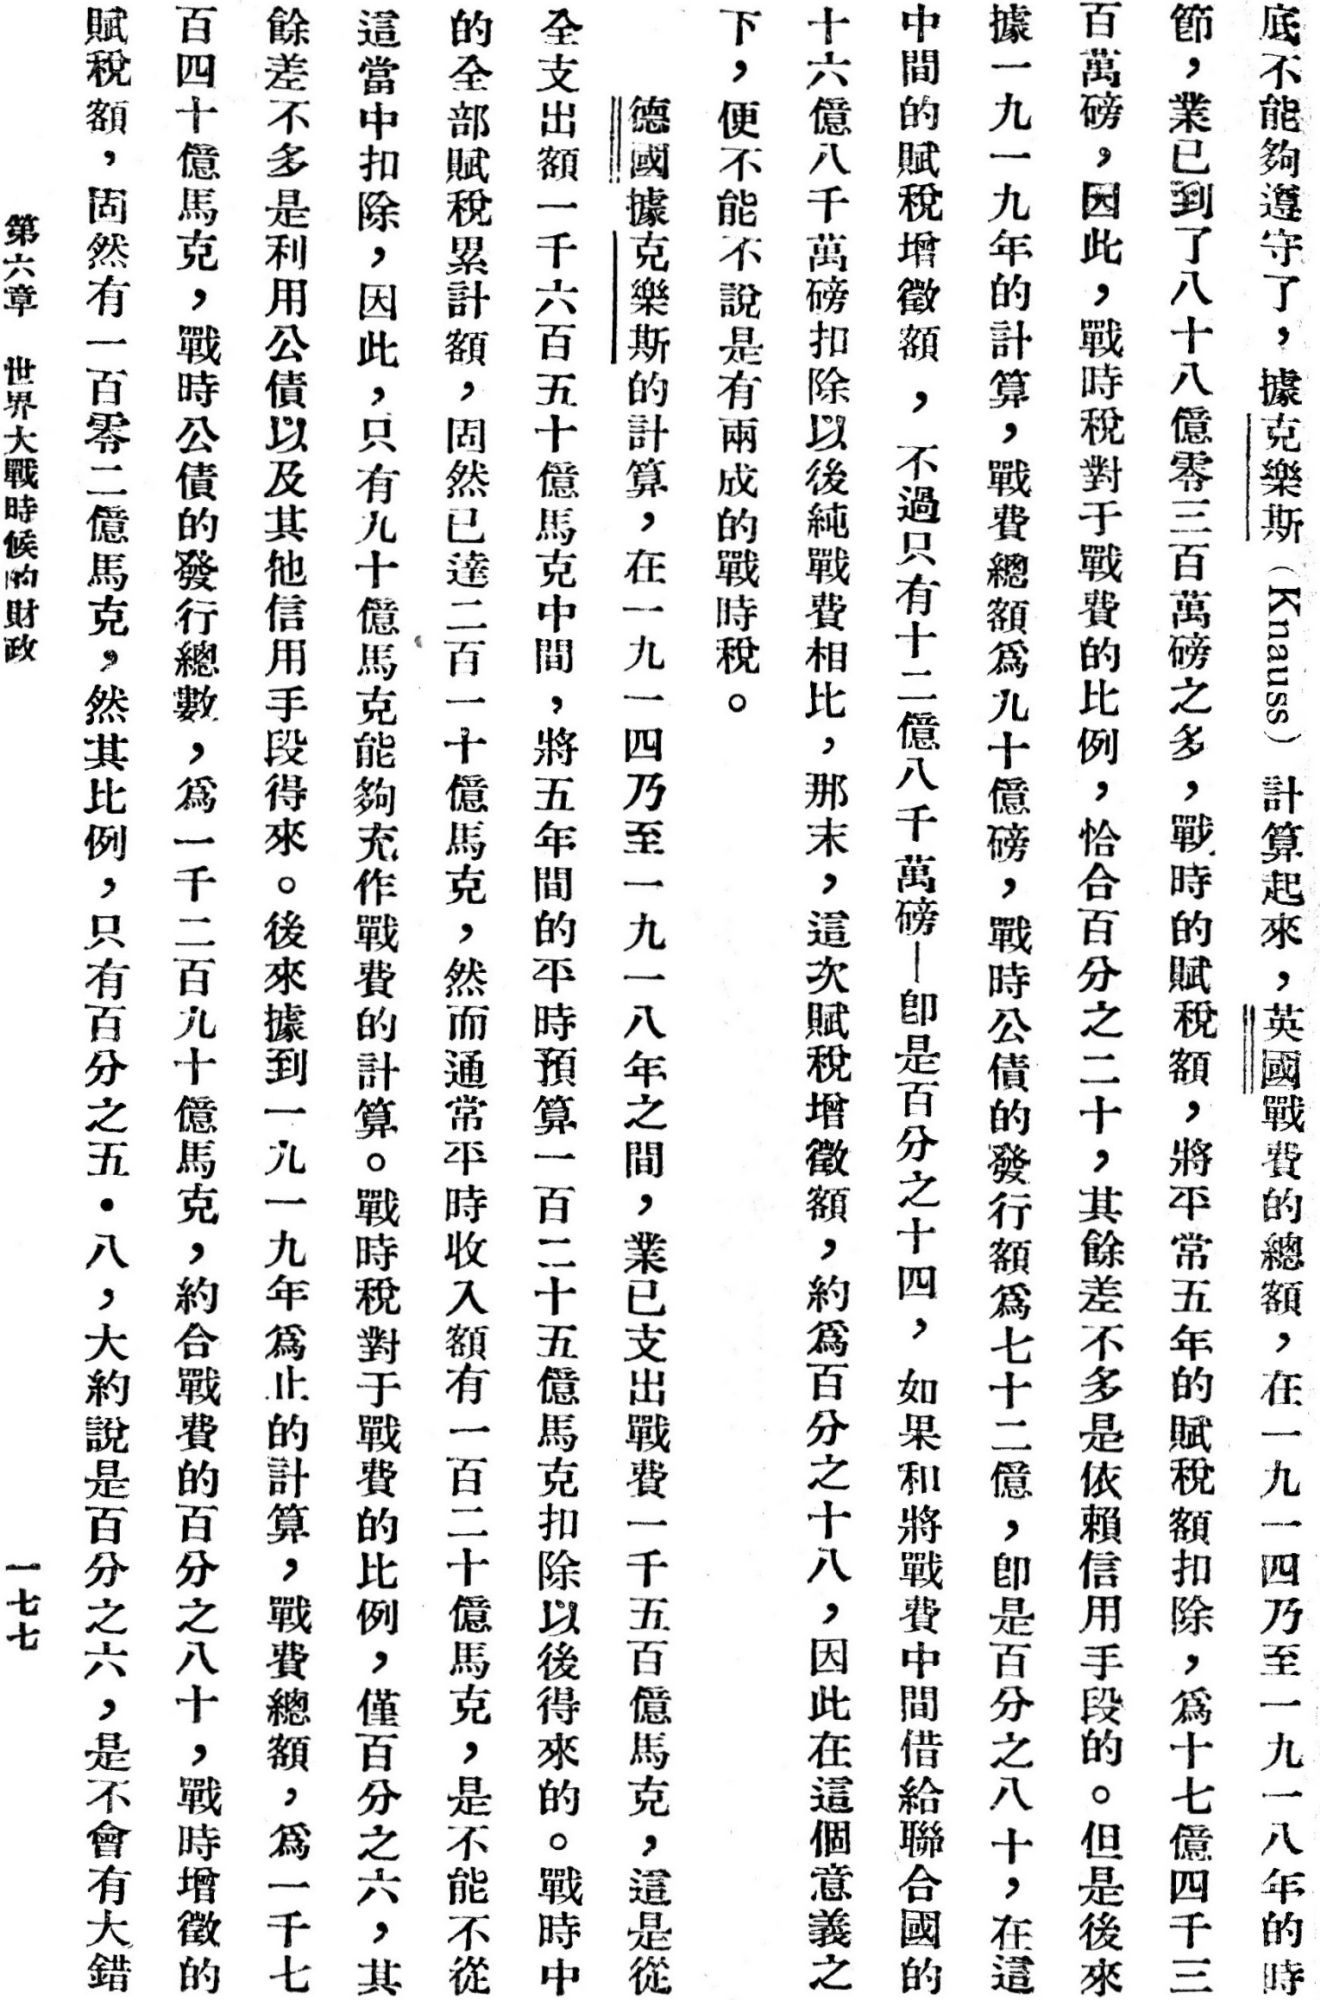 底不能夠遵守了，據克樂斯（Knauss）計算起來，英國戰費的總額，在一九一四乃至一九一八年的時
節，業已到了八十八億零三百萬磅之多，戰時的賦稅額，將平常五年的賦稅額扣除，爲十七億四千三
百萬磅，因此，戰時稅對于戰費的比例，恰合百分之二十，其餘差不多是依賴信用手段的。但是後來
據一九一九年的計算，戰費總額爲九十億磅，戰時公債的發行額爲七十二億，卽是百分之八十，在這
中間的賦稅增徵額，不過只有十二億八千萬磅—卽是百分之十四，如果和將戰費中間借給聯合國的
十六億八千萬磅扣除以後純戰費相比，那末，這次賦稅增徵額，約爲百分之十八，因此在這個意義之
下，便不能不說是有兩成的戰時稅。
德國據克樂斯的計算，在一九一四乃至一九一八年之間，業已支出戰費一千五百億馬克，這是從
全支出額一千六百五十億馬克中間，將五年間的平時預算一百二十五億馬克扣除以後得來的。戰時中
的全部賦稅累計額，固然已達二百一十億馬克，然而通常平時收入額有一百二十億馬克，是不能不從
這當中扣除，因此，只有九十億馬克能夠充作戰費的計算。戰時稅對于戰費的比例，僅百分之六，其
餘差不多是利用公債以及其他信用手段得來。後來據到一九一九年爲止的計算，戰費總額，爲一千七
百四十億馬克，戰時公債的發行總數，爲一千二百九十億馬克，約合戰費的百分之八十，戰時增徵的
賦稅額，固然有一百零二億馬克，然其比例，只有百分之五・八，大約說是百分之六，是不會有大錯
第六章　世界大戰時候的財政　一七七